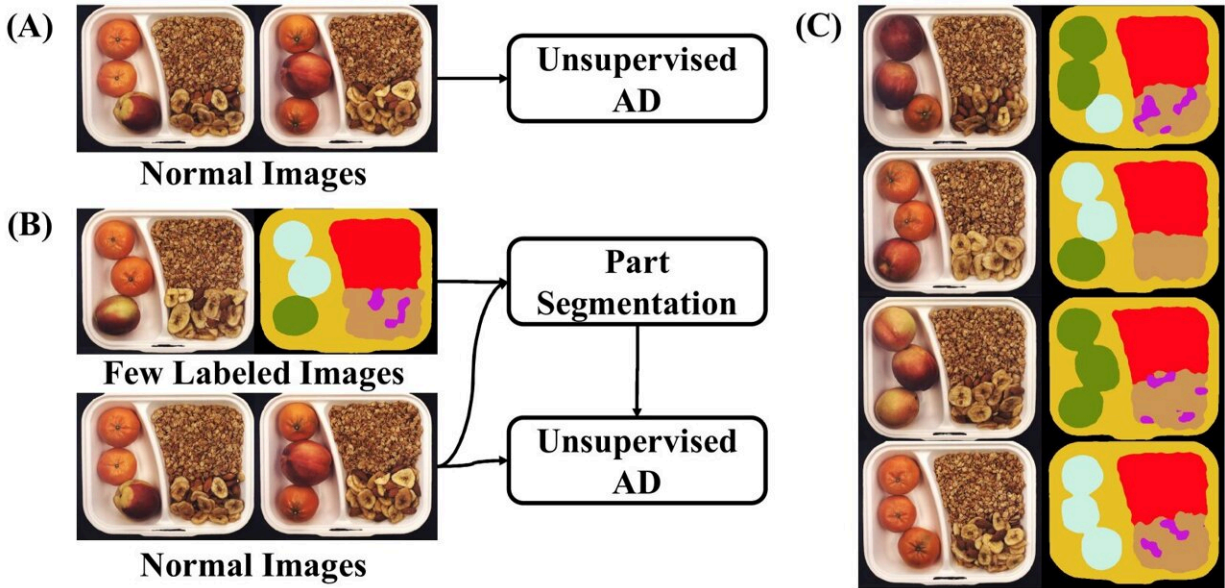 (A)
Unsupervised
AD
Normal Images
(B)
Part
Segmentation
Few Labeled Images
Unsupervised
AD
Normal Images
(C)